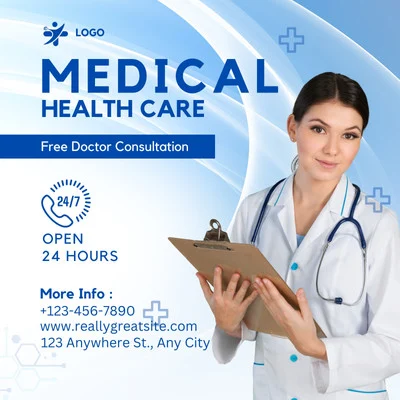 LOGO
MEDICAL
HEALTH CARE
Free Doctor Consultation
24/7
OPEN
24 HOURS
More Info :
+123-456-7890
www.reallygreatsite.com
123 Anywhere St., Any City